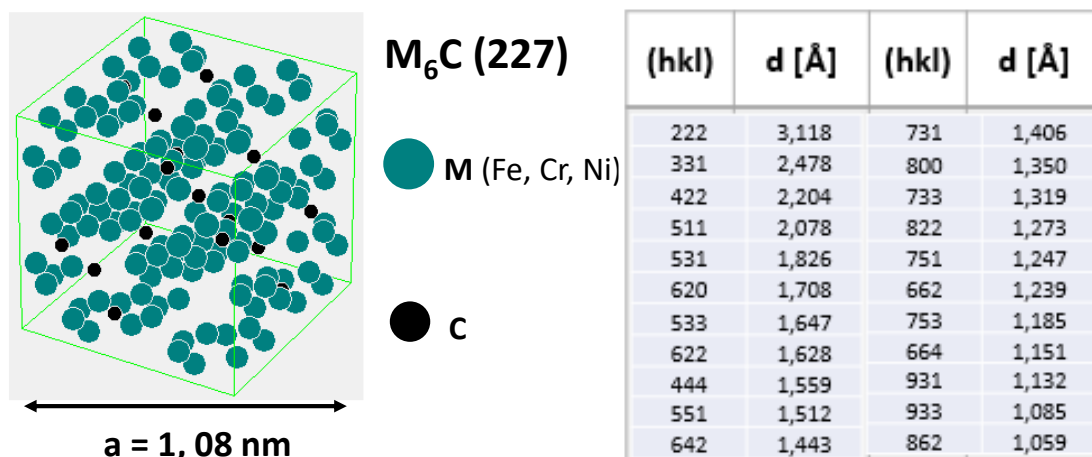 M₆C (227)
M (Fe, Cr, Ni)
C
a = 1, 08 nm
(hkl) d [Å] (hkl) d [Å]
222 3,118 731 1,406
331 2,478 800 1,350
422 2,204 733 1,319
511 2,078 822 1,273
531 1,826 751 1,247
620 1,708 662 1,239
533 1,647 753 1,185
622 1,628 664 1,151
444 1,559 931 1,132
551 1,512 933 1,085
642 1,443 862 1,059